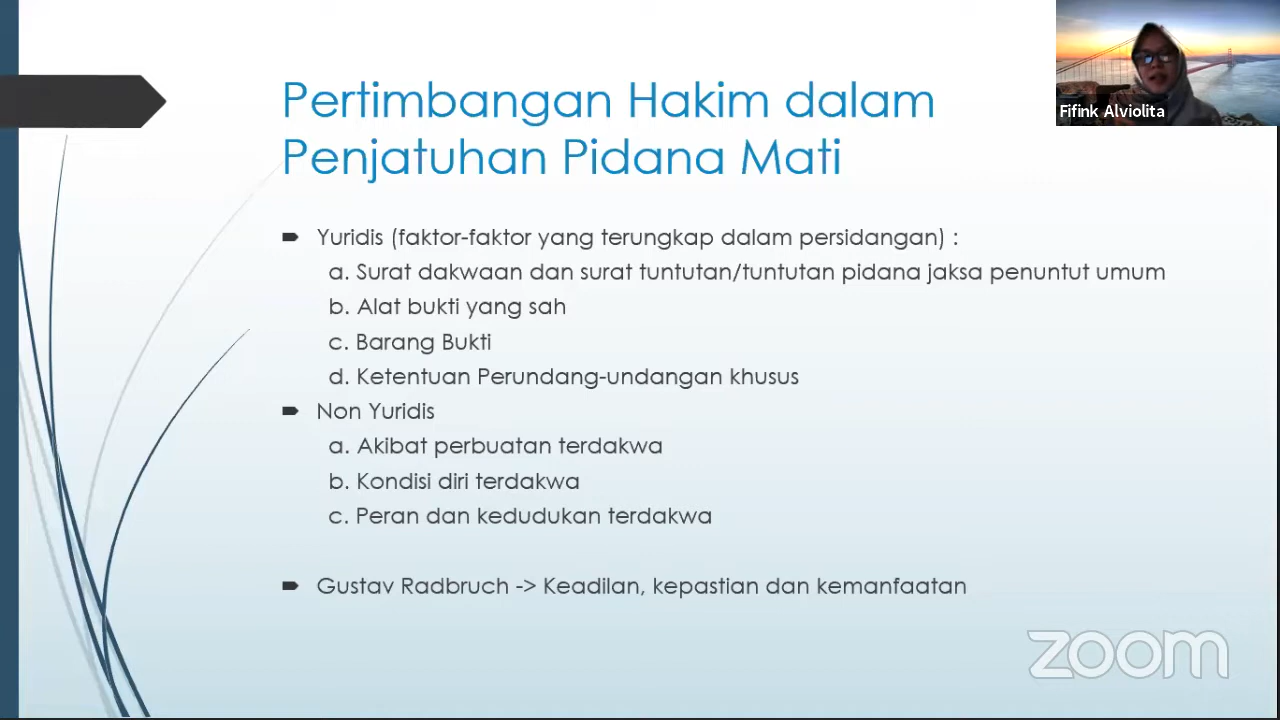 Pertimbangan Hakim dalam
Penjatuhan Pidana Mati
Fifink Alviolita
Yuridis (faktor-faktor yang terungkap dalam persidangan) :
a. Surat dakwaan dan surat tuntutan/tuntutan pidana jaksa penuntut umum
b. Alat bukti yang sah
c. Barang Bukti
d. Ketentuan Perundang-undangan khusus
Non Yuridis
a. Akibat perbuatan terdakwa
b. Kondisi diri terdakwa
c. Peran dan kedudukan terdakwa
Gustav Radbruch -> Keadilan, kepastian dan kemanfaatan
zoom